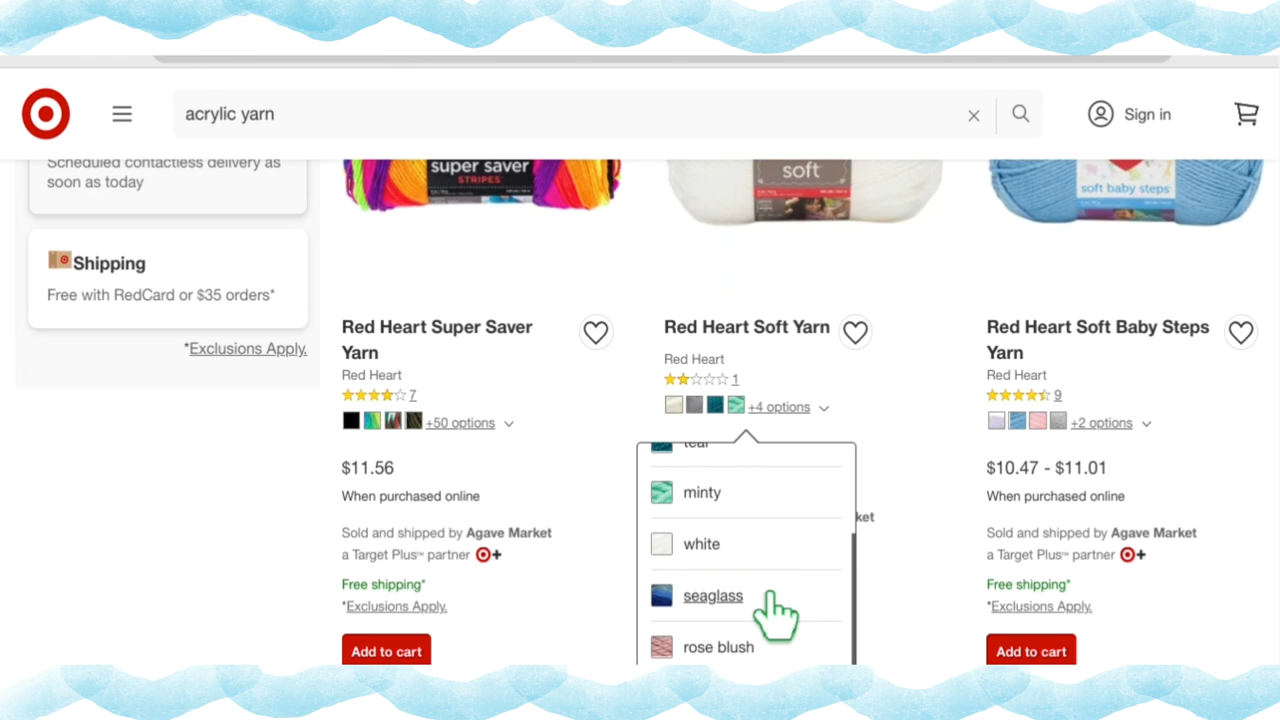 acrylic yarn
Sign in
Scheduled contactless delivery as
soon as today
Shipping
Free with RedCard or $35 orders*
*Exclusions Apply.
super saver
STRIPES
Red Heart Super Saver
Yarn
Red Heart
7
+50 options
$11.56
When purchased online
Sold and shipped by Agave Market
a Target Plus™ partner
Free shipping*
*Exclusions Apply.
Add to cart
soft
Red Heart Soft Yarn
Red Heart
1
+4 options
teal
minty
white
seaglass
rose blush
ket
soft baby steps
Red Heart Soft Baby Steps
Yarn
Red Heart
9
+2 options
$10.47 - $11.01
When purchased online
Sold and shipped by Agave Market
a Target Plus™ partner
Free shipping*
*Exclusions Apply.
Add to cart